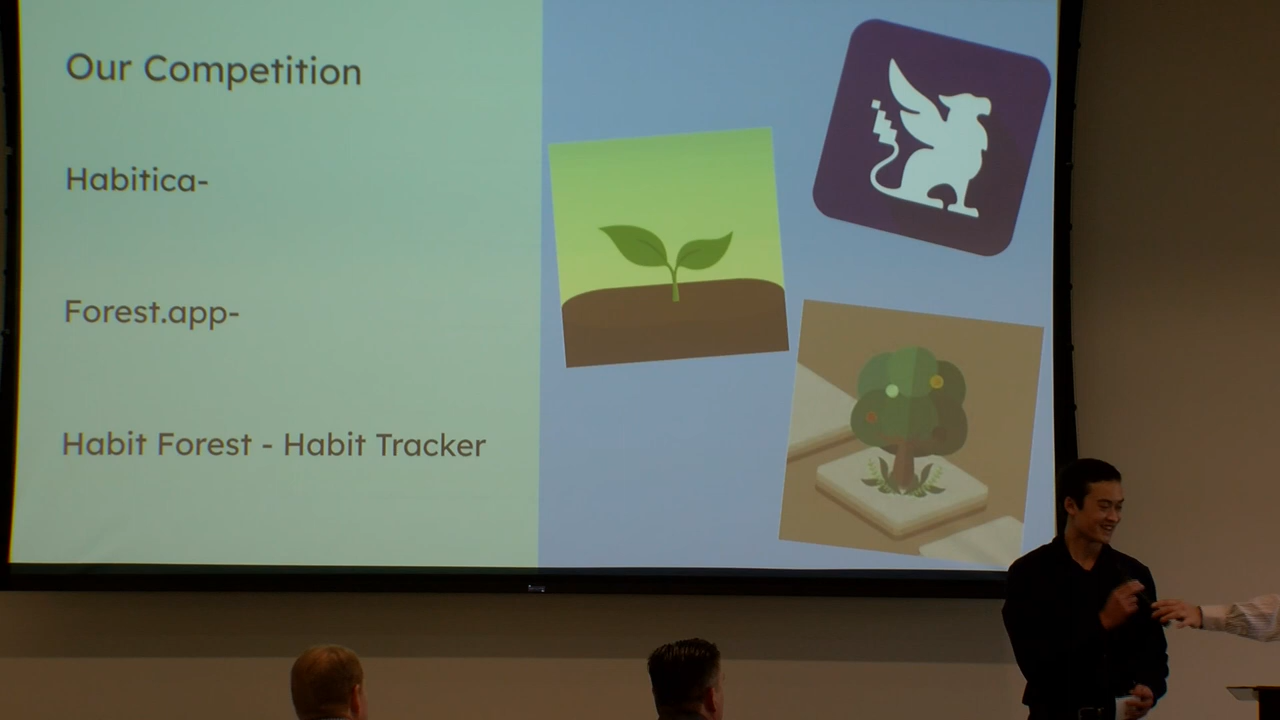 Our Competition
Habitica-
Forest.app-
Habit Forest - Habit Tracker